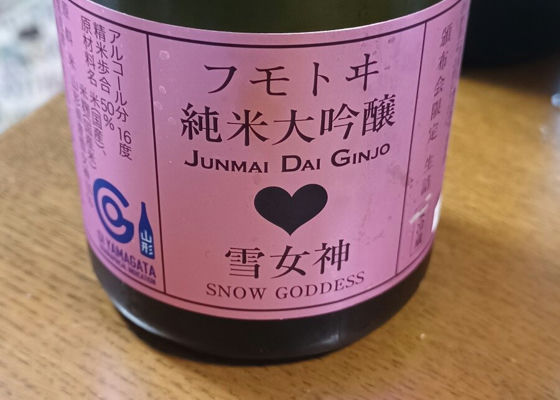 フモトヰ
純米大吟醸
JUNMAI DAI GINJO
雪女神
SNOW GODDESS
頒布会限定 生詰
アルコール分 16度
精米歩合 50%
原材料名 米(国産)、
GI YAMAGATA
山形